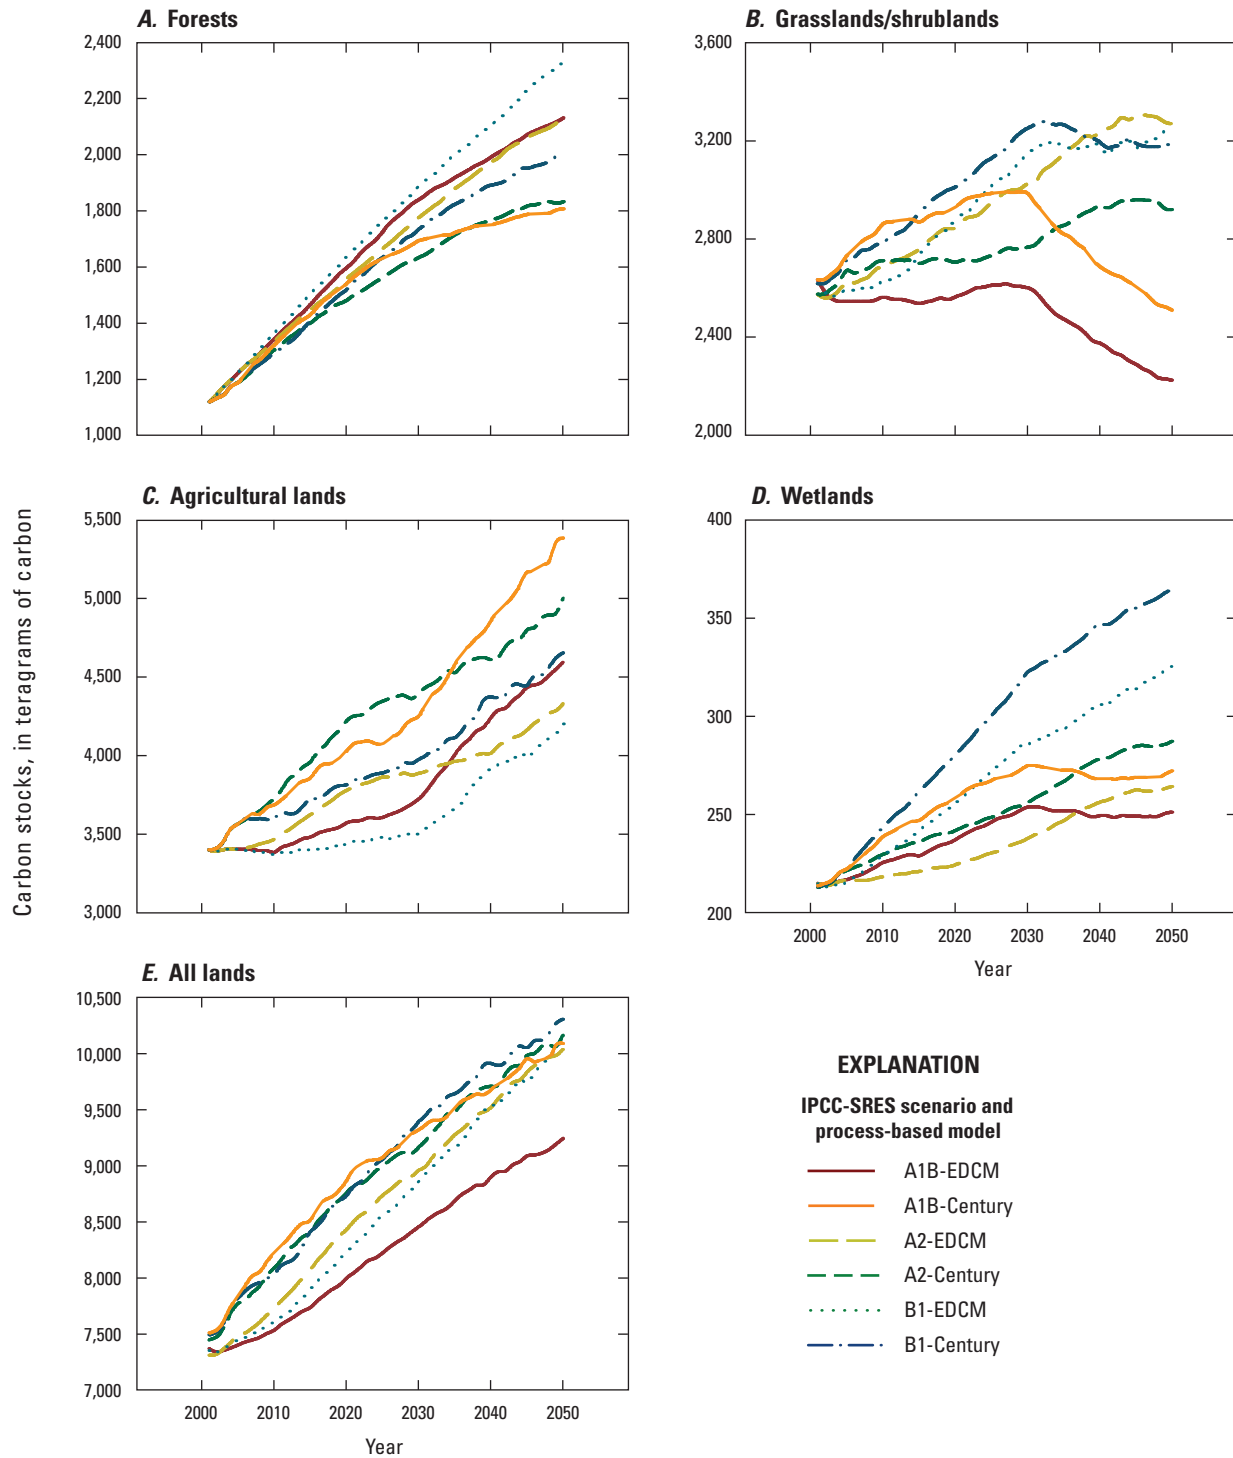 A. Forests
2,400
2,200
2,000
1,800
1,600
1,400
1,200
1,000
B. Grasslands/shrublands
3,600
3,200
2,800
2,400
2,000
Carbon stocks, in teragrams of carbon
C. Agricultural lands
5,500
5,000
4,500
4,000
3,500
3,000
D. Wetlands
400
350
300
250
200
2000 2010 2020 2030 2040 2050
Year
E. All lands
10,500
10,000
9,500
9,000
8,500
8,000
7,500
7,000
2000 2010 2020 2030 2040 2050
Year
EXPLANATION
IPCC-SRES scenario and
process-based model
A1B-EDCM
A1B-Century
A2-EDCM
A2-Century
B1-EDCM
B1-Century